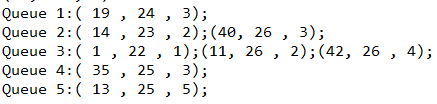 Queue 1:( 19 , 24 , 3);
Queue 2:( 14 , 23 , 2);(40, 26 , 3);
Queue 3:( 1 , 22 , 1);(11, 26 , 2);(42, 26 , 4);
Queue 4:( 35 , 25 , 3);
Queue 5:( 13 , 25 , 5);